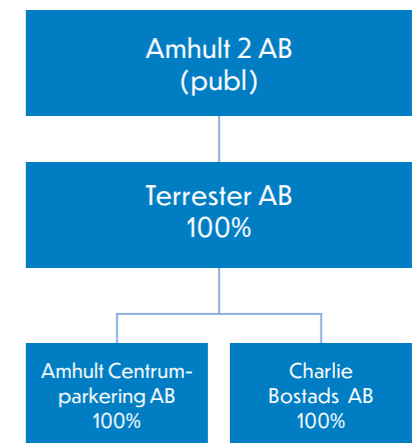 Amhult 2 AB
(publ)
Terrester AB
100%
Amhult Centrum-
parkering AB
100%
Charlie
Bostads AB
100%